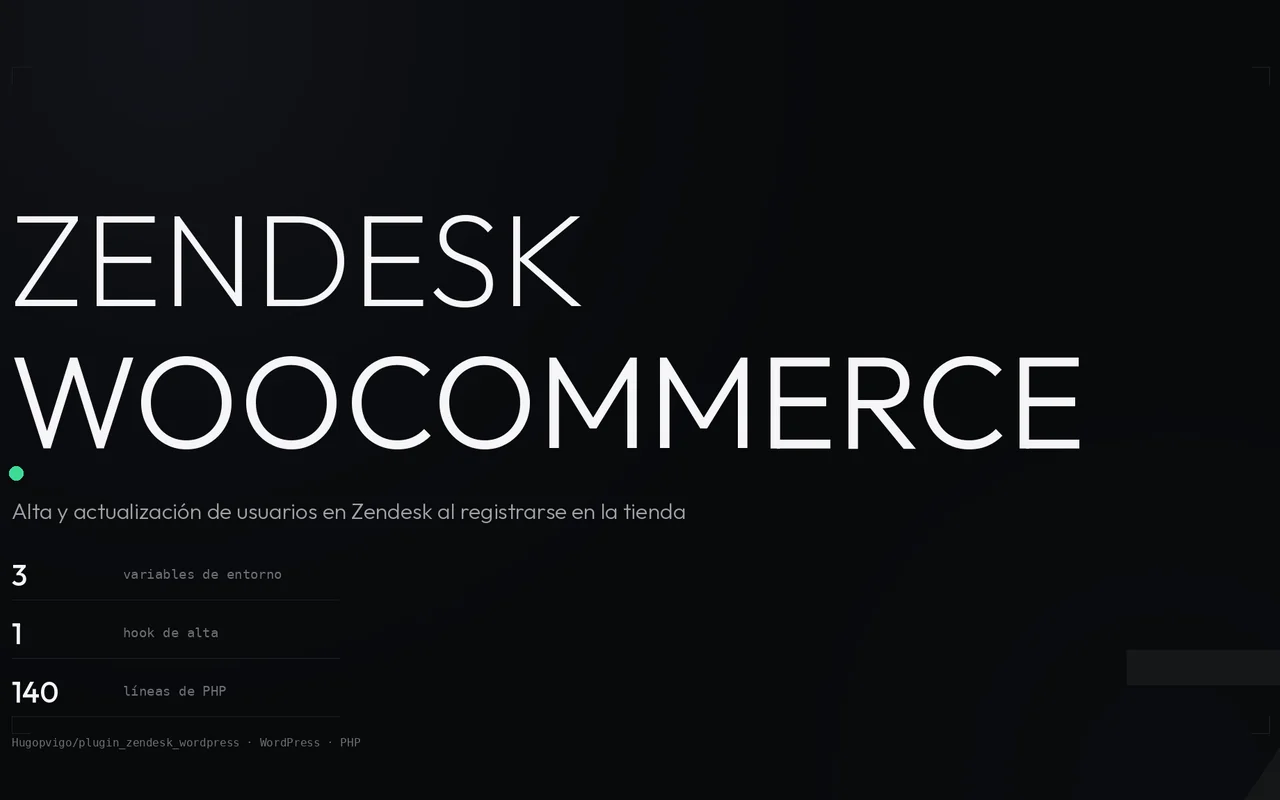 ZENDESK
WOOCOMMERCE
Alta y actualización de usuarios en Zendesk al registrarse en la tienda
3 variables de entorno
1 hook de alta
140 líneas de PHP
Hugopvigo/plugin_zendesk_wordpress · WordPress · PHP